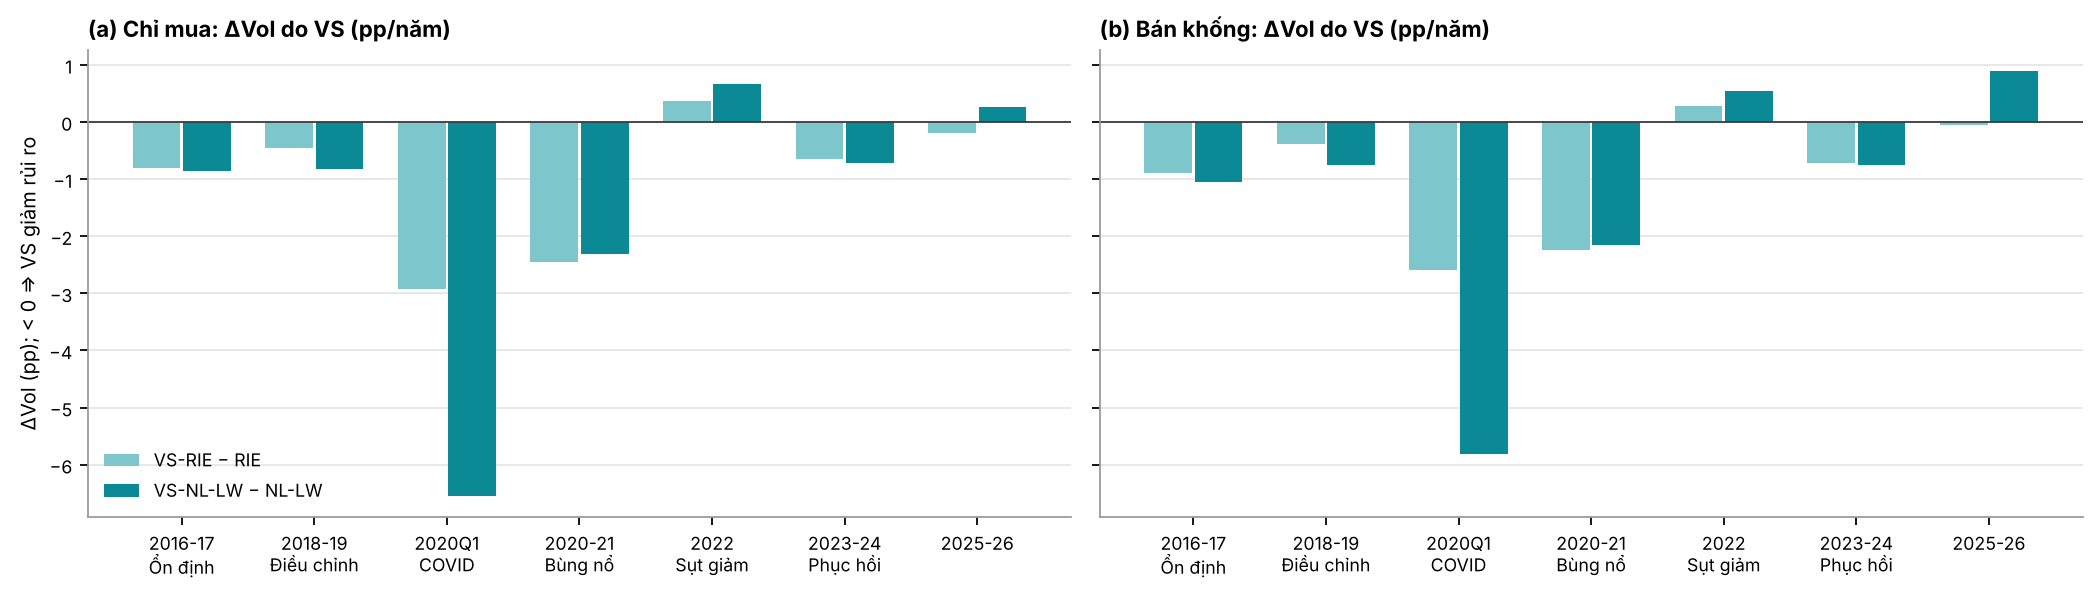 (a) Chỉ mua: ΔVol do VS (pp/năm)
ΔVol (pp); < 0 ⇒ VS giảm rủi ro
1
0
−1
−2
−3
−4
−5
−6
VS-RIE − RIE
VS-NL-LW − NL-LW
2016-17
Ổn định
2018-19
Điều chỉnh
2020Q1
COVID
2020-21
Bùng nổ
2022
Sụt giảm
2023-24
Phục hồi
2025-26
(b) Bán khống: ΔVol do VS (pp/năm)
2016-17
Ổn định
2018-19
Điều chỉnh
2020Q1
COVID
2020-21
Bùng nổ
2022
Sụt giảm
2023-24
Phục hồi
2025-26